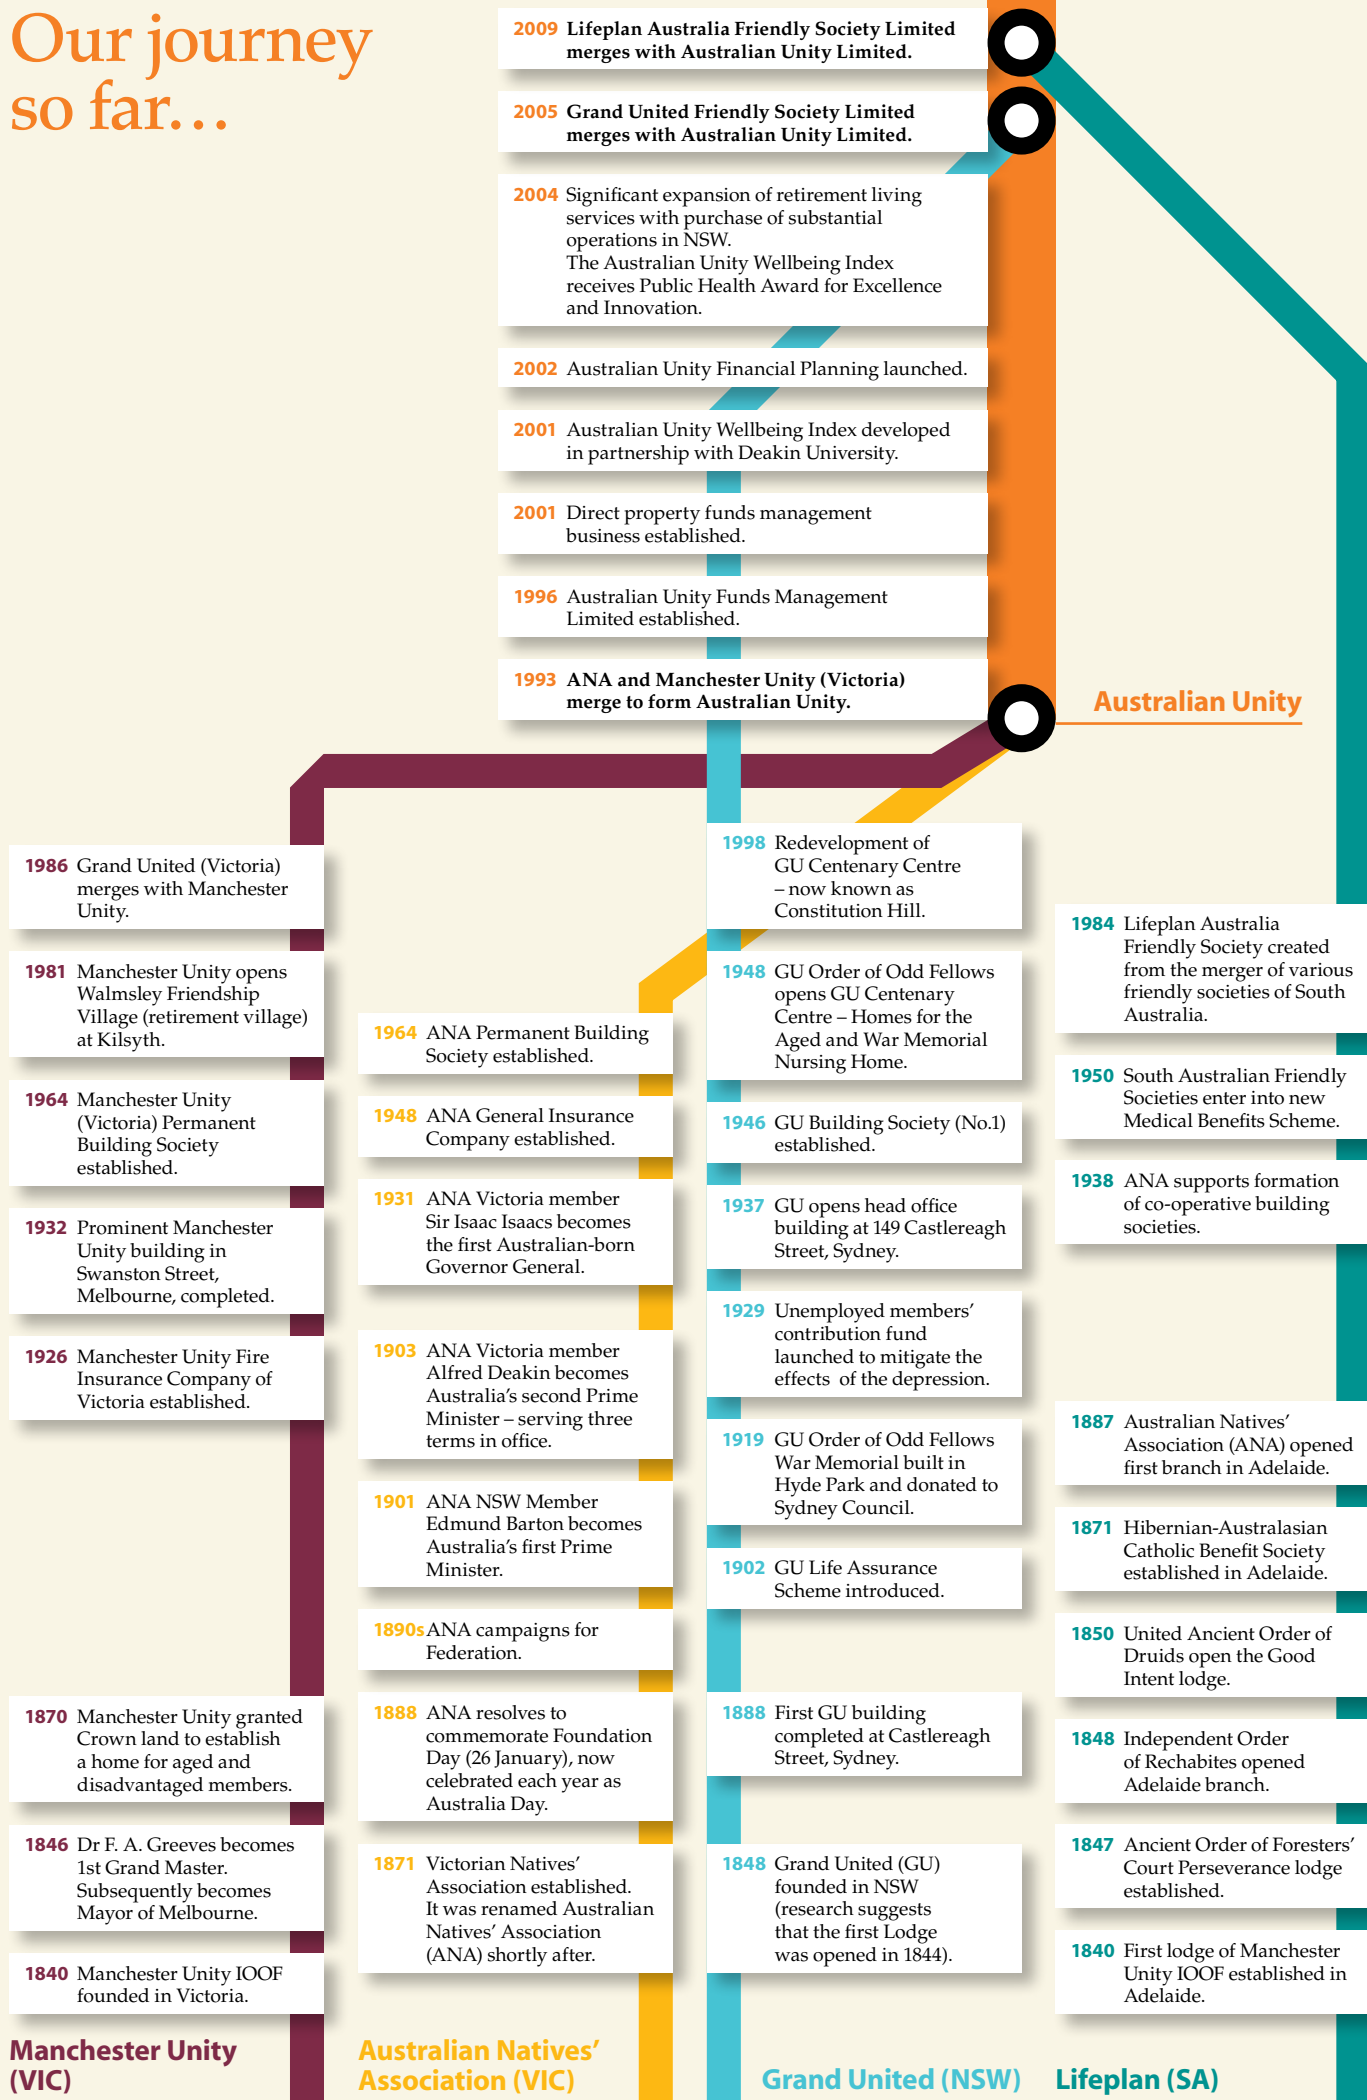 Our journey
so far…
2009 Lifeplan Australia Friendly Society Limited
merges with Australian Unity Limited.
2005 Grand United Friendly Society Limited
merges with Australian Unity Limited.
2004 Significant expansion of retirement living
services with purchase of substantial
operations in NSW.
The Australian Unity Wellbeing Index
receives Public Health Award for Excellence
and Innovation.
2002 Australian Unity Financial Planning launched.
2001 Australian Unity Wellbeing Index developed
in partnership with Deakin University.
2001 Direct property funds management
business established.
1996 Australian Unity Funds Management
Limited established.
1993 ANA and Manchester Unity (Victoria)
merge to form Australian Unity.
Australian Unity
1986 Grand United (Victoria)
merges with Manchester
Unity.
1981 Manchester Unity opens
Walmsley Friendship
Village (retirement village)
at Kilsyth.
1964 Manchester Unity
(Victoria) Permanent
Building Society
established.
1932 Prominent Manchester
Unity building in
Swanston Street,
Melbourne, completed.
1926 Manchester Unity Fire
Insurance Company of
Victoria established.
1870 Manchester Unity granted
Crown land to establish
a home for aged and
disadvantaged members.
1846 Dr F. A. Greeves becomes
1st Grand Master.
Subsequently becomes
Mayor of Melbourne.
1840 Manchester Unity IOOF
founded in Victoria.
Manchester Unity
(VIC)
1964 ANA Permanent Building
Society established.
1948 ANA General Insurance
Company established.
1931 ANA Victoria member
Sir Isaac Isaacs becomes
the first Australian-born
Governor General.
1903 ANA Victoria member
Alfred Deakin becomes
Australia’s second Prime
Minister – serving three
terms in office.
1901 ANA NSW Member
Edmund Barton becomes
Australia’s first Prime
Minister.
1890s ANA campaigns for
Federation.
1888 ANA resolves to
commemorate Foundation
Day (26 January), now
celebrated each year as
Australia Day.
1871 Victorian Natives’
Association established.
It was renamed Australian
Natives’ Association
(ANA) shortly after.
Australian Natives’
Association (VIC)
1998 Redevelopment of
GU Centenary Centre
– now known as
Constitution Hill.
1948 GU Order of Odd Fellows
opens GU Centenary
Centre – Homes for the
Aged and War Memorial
Nursing Home.
1946 GU Building Society (No.1)
established.
1937 GU opens head office
building at 149 Castlereagh
Street, Sydney.
1929 Unemployed members’
contribution fund
launched to mitigate the
effects of the depression.
1919 GU Order of Odd Fellows
War Memorial built in
Hyde Park and donated to
Sydney Council.
1902 GU Life Assurance
Scheme introduced.
1888 First GU building
completed at Castlereagh
Street, Sydney.
1848 Grand United (GU)
founded in NSW
(research suggests
that the first Lodge
was opened in 1844).
Grand United (NSW)
1984 Lifeplan Australia
Friendly Society created
from the merger of various
friendly societies of South
Australia.
1950 South Australian Friendly
Societies enter into new
Medical Benefits Scheme.
1938 ANA supports formation
of co-operative building
societies.
1887 Australian Natives’
Association (ANA) opened
first branch in Adelaide.
1871 Hibernian-Australasian
Catholic Benefit Society
established in Adelaide.
1850 United Ancient Order of
Druids open the Good
Intent lodge.
1848 Independent Order
of Rechabites opened
Adelaide branch.
1847 Ancient Order of Foresters’
Court Perseverance lodge
established.
1840 First lodge of Manchester
Unity IOOF established in
Adelaide.
Lifeplan (SA)